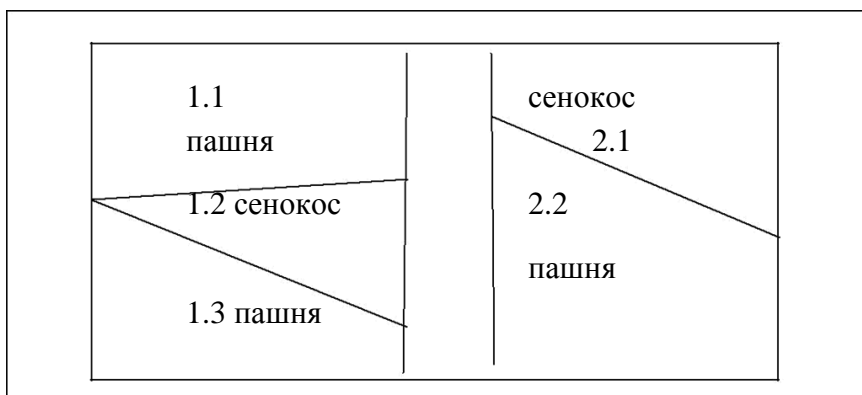 1.1
пашня
1.2 сенокос
1.3 пашня
сенокос
2.1
2.2
пашня